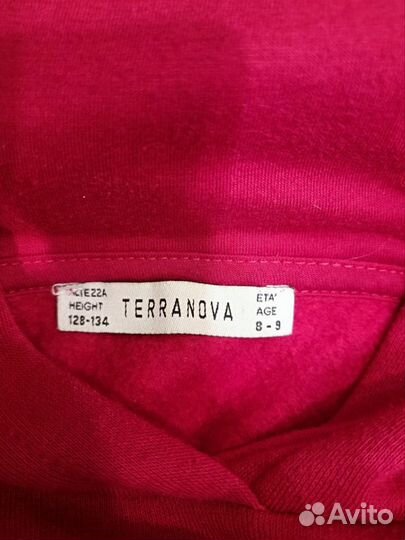 ALTEZZA
HEIGHT
128-134
TERRANOVA
ETA'
AGE
8-9
Avito